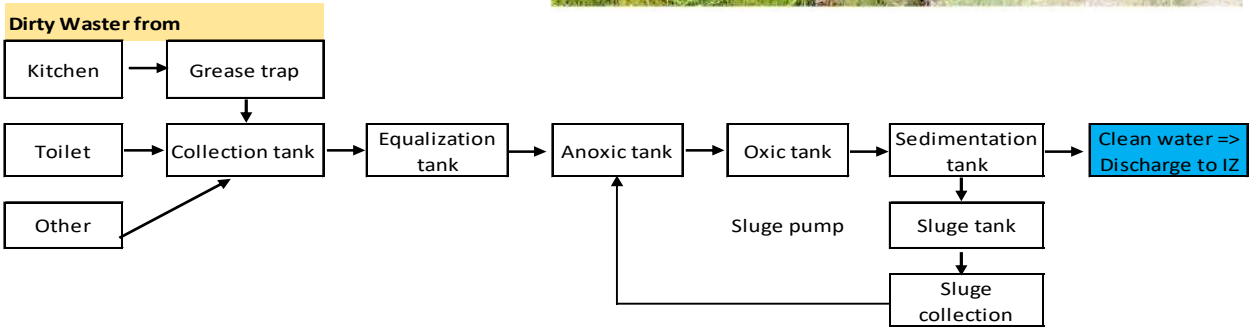 Dirty Waster from
Kitchen
Grease trap
Toilet
Collection tank
Equalization
tank
Anoxic tank
Oxic tank
Sedimentation
tank
Clean water =>
Discharge to IZ
Other
Sluge pump
Sluge tank
Sluge
collection